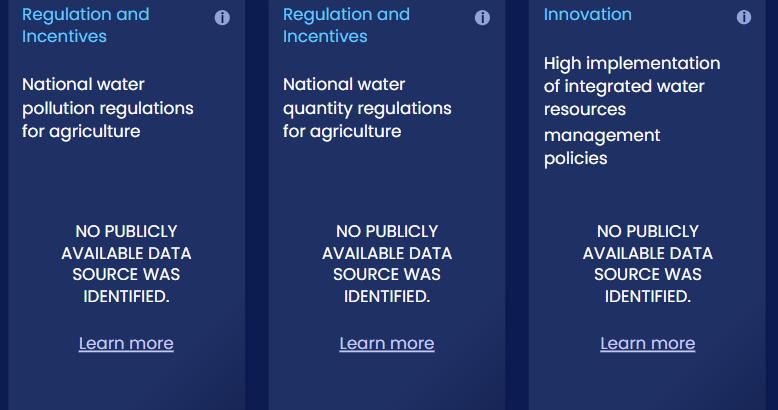 Regulation and
Incentives
National water
pollution regulations
for agriculture
NO PUBLICLY
AVAILABLE DATA
SOURCE WAS
IDENTIFIED.
Learn more
Regulation and
Incentives
National water
quantity regulations
for agriculture
NO PUBLICLY
AVAILABLE DATA
SOURCE WAS
IDENTIFIED.
Learn more
Innovation
High implementation
of integrated water
resources
management
policies
NO PUBLICLY
AVAILABLE DATA
SOURCE WAS
IDENTIFIED.
Learn more